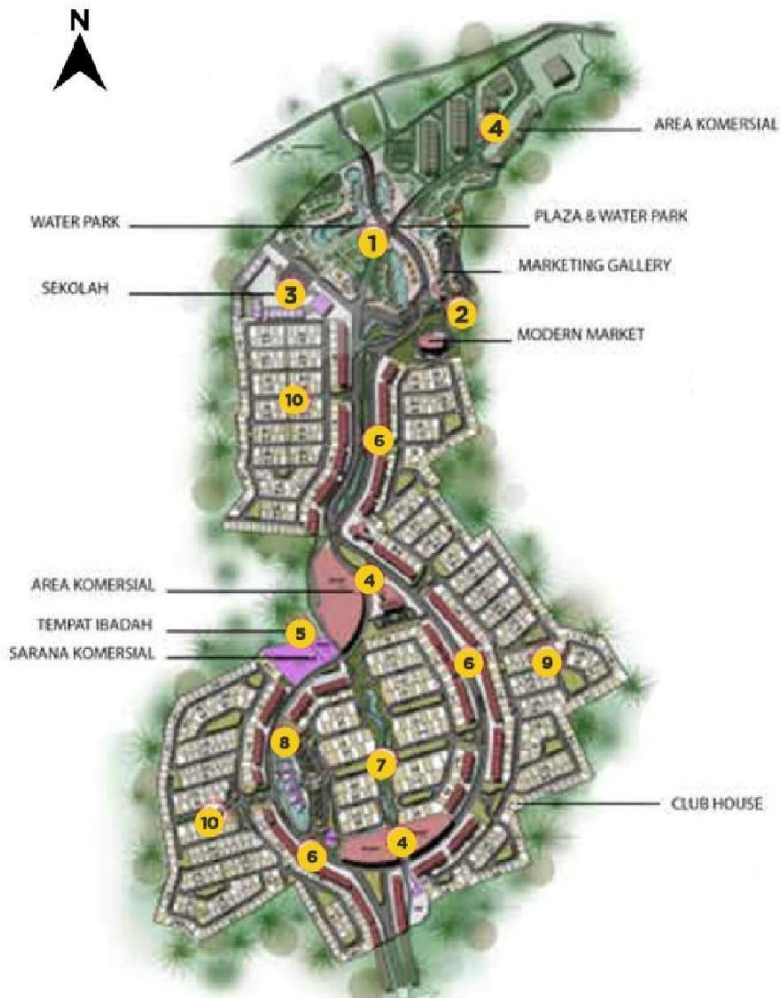 N
4
AREA KOMERSIAL
WATER PARK
PLAZA & WATER PARK
1
MARKETING GALLERY
SEKOLAH
3
2
MODERN MARKET
10
6
AREA KOMERSIAL
4
TEMPAT IBADAH
5
SARANA KOMERSIAL
6
9
8
7
CLUB HOUSE
10
6
4